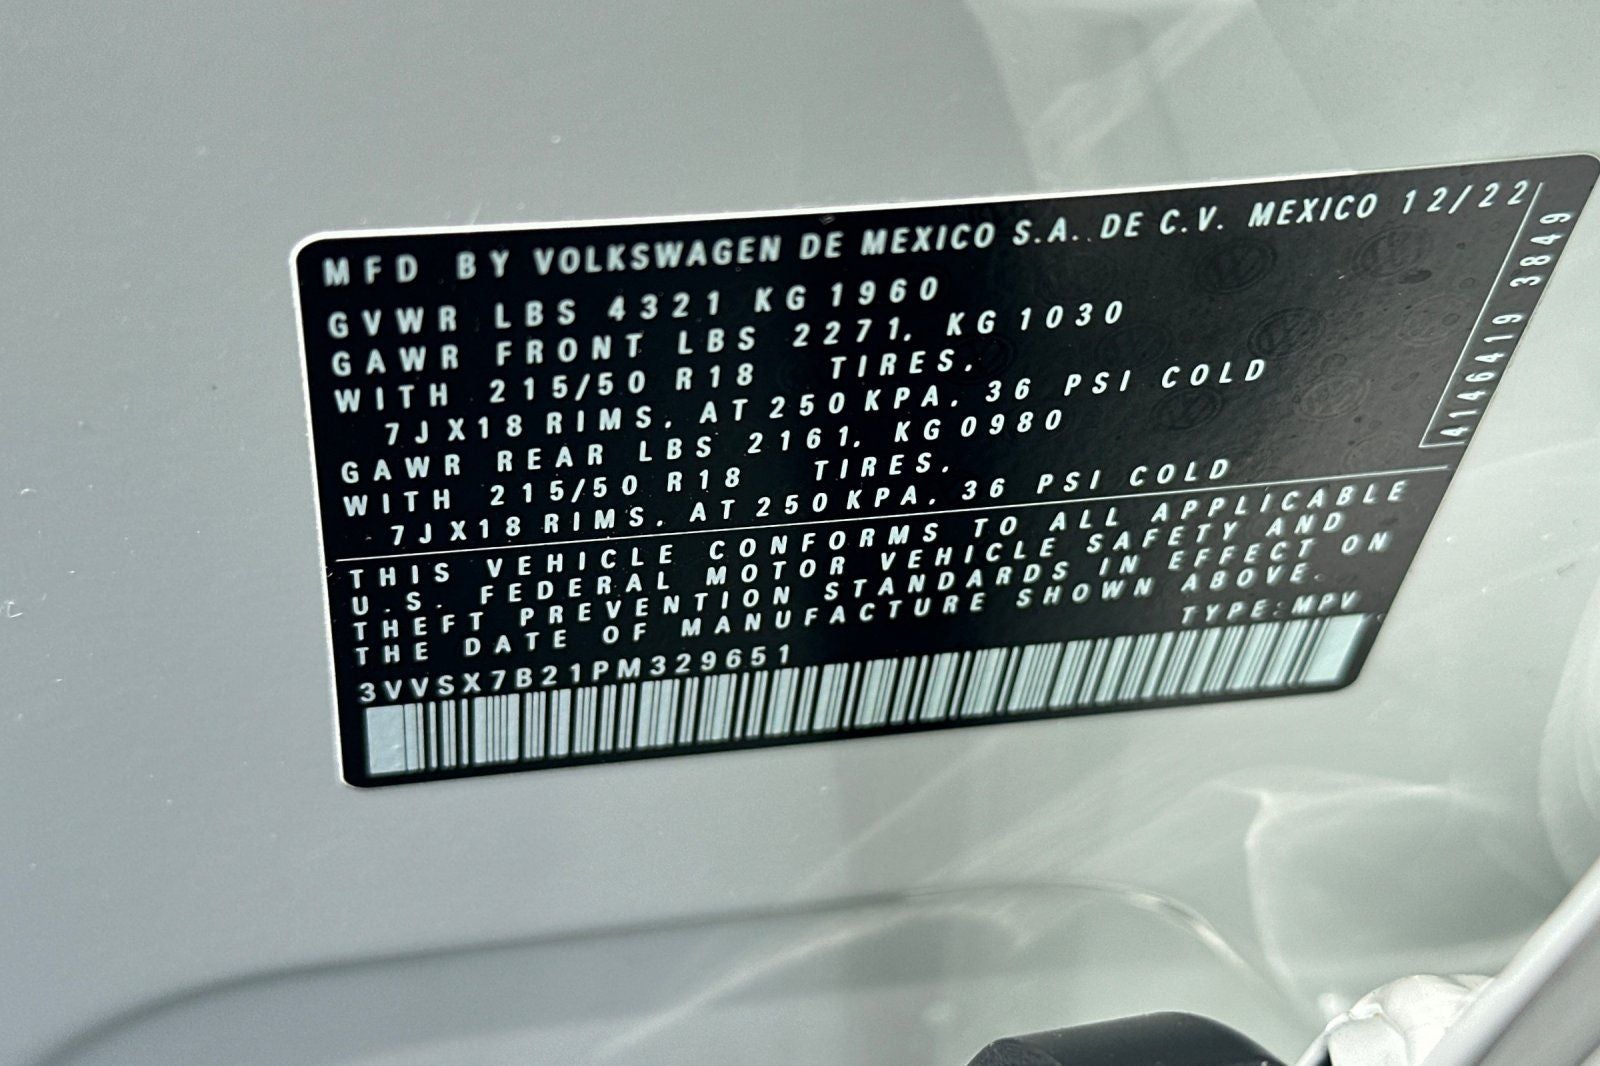 MFD BY VOLKSWAGEN DE MEXICO S.A. DE C.V. MEXICO 12/22
GVWR LBS 4321 KG 1960
GAWR FRONT LBS 2271. KG 1030
WITH 215/50 R18 TIRES.
7JX18 RIMS. AT 250 KPA. 36 PSI COLD
GAWR REAR LBS 2161. KG 0980
WITH 215/50 R18 TIRES.
7JX18 RIMS. AT 250 KPA. 36 PSI COLD
THIS VEHICLE CONFORMS TO ALL APPLICABLE
U.S. FEDERAL MOTOR VEHICLE SAFETY AND
THEFT PREVENTION STANDARDS IN EFFECT ON
THE DATE OF MANUFACTURE SHOWN ABOVE.
TYPE: MPV
3VVSX7B21PM329651
4146419 3849